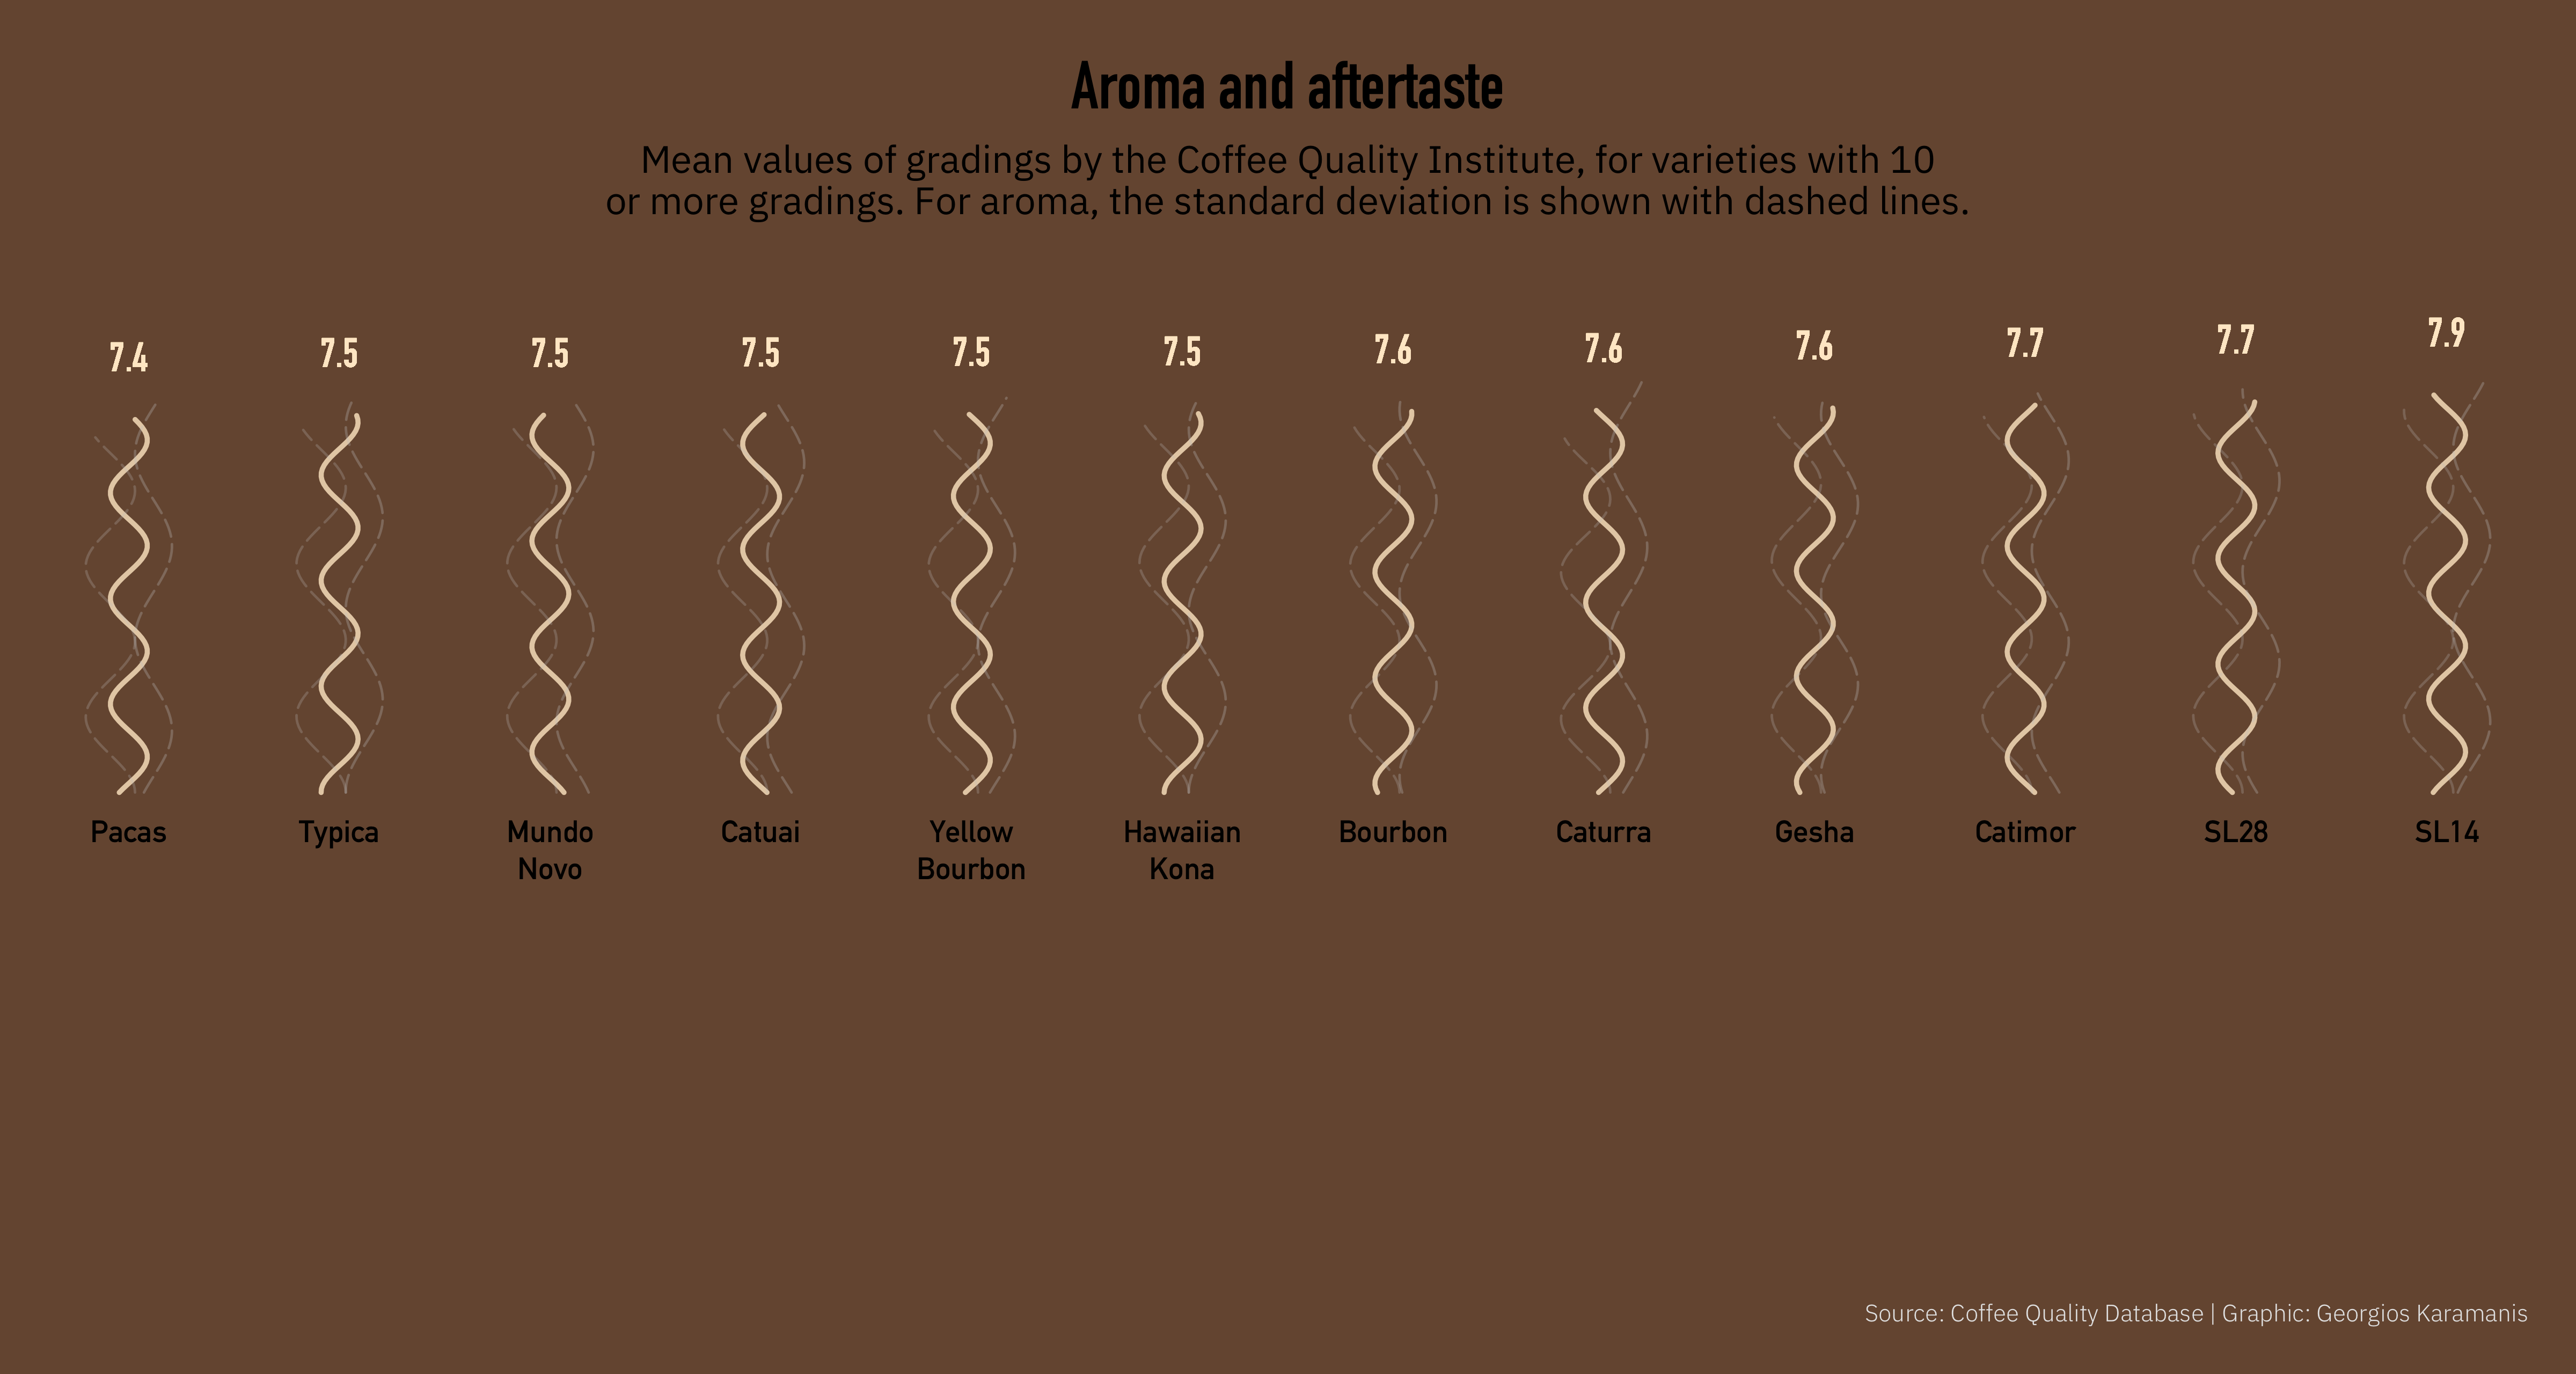 Aroma and aftertaste
Mean values of gradings by the Coffee Quality Institute, for varieties with 10
or more gradings. For aroma, the standard deviation is shown with dashed lines.
7.4
7.5
7.5
7.5
7.5
7.5
7.6
7.6
7.6
7.7
7.7
7.9
Pacas
Typica
Mundo
Novo
Catuai
Yellow
Bourbon
Hawaiian
Kona
Bourbon
Caturra
Gesha
Catimor
SL28
SL14
Source: Coffee Quality Database | Graphic: Georgios Karamanis